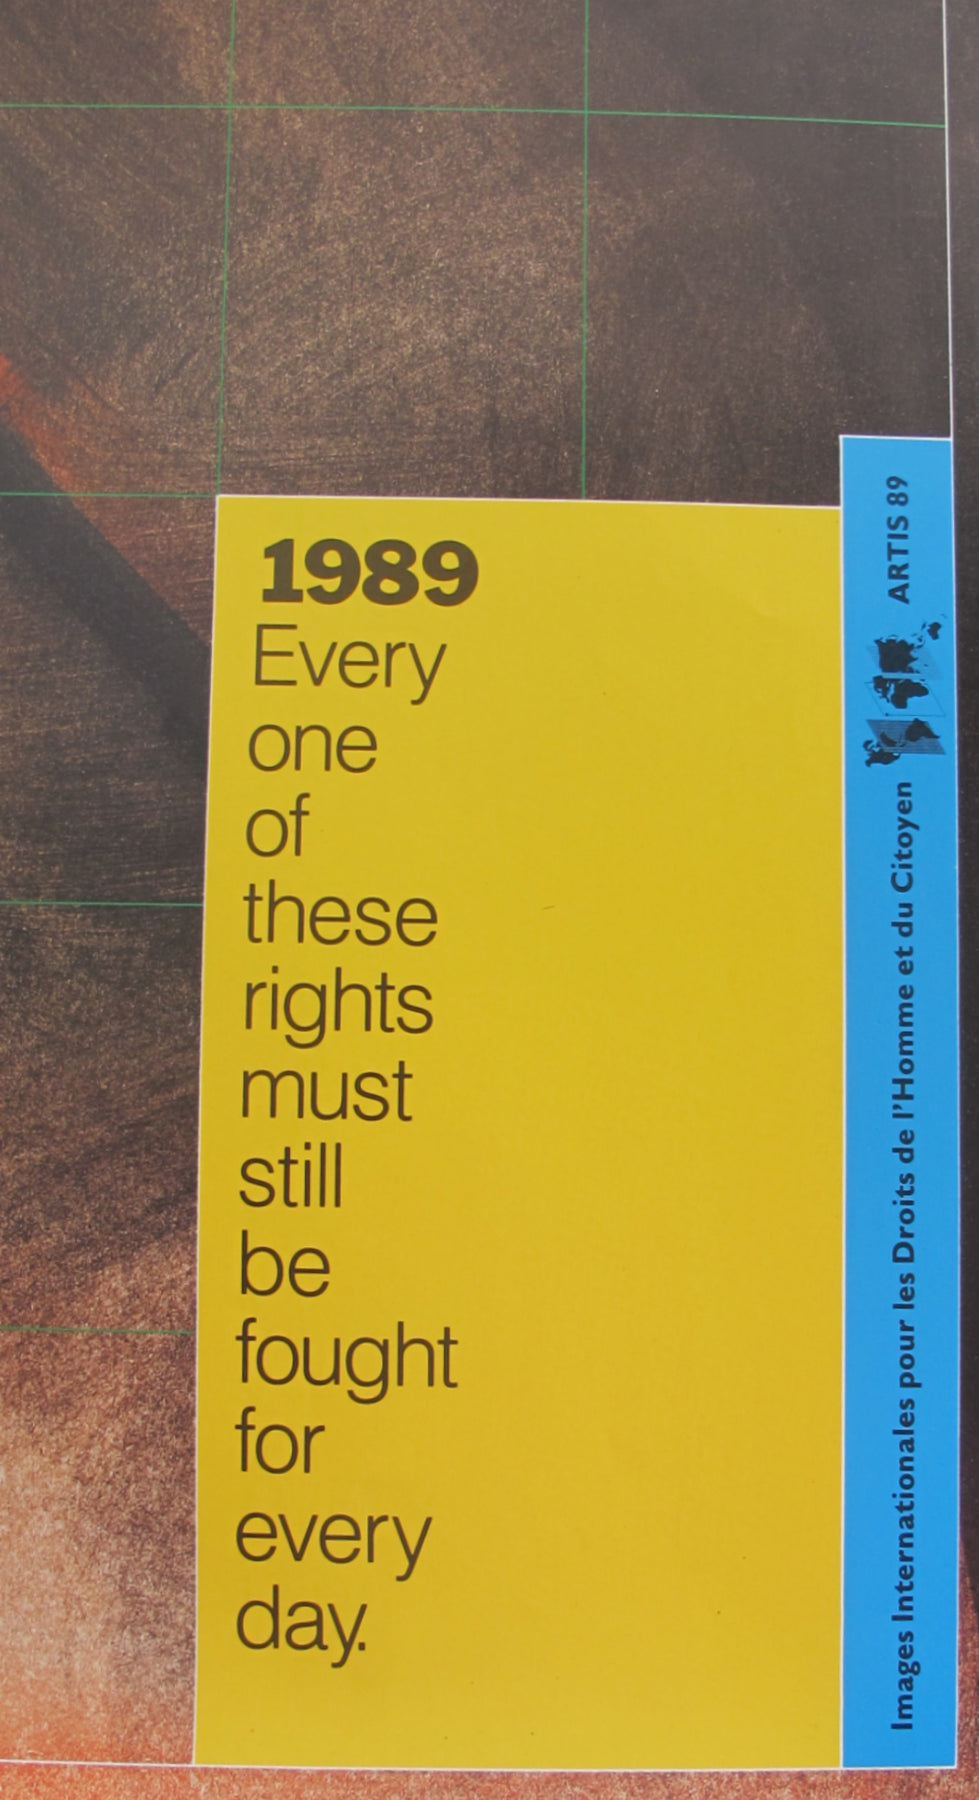 1989
Every
one
of
these
rights
must
still
be
fought
for
every
day.
Images Internationales pour les Droits de l'Homme et du Citoyen ARTIS 89